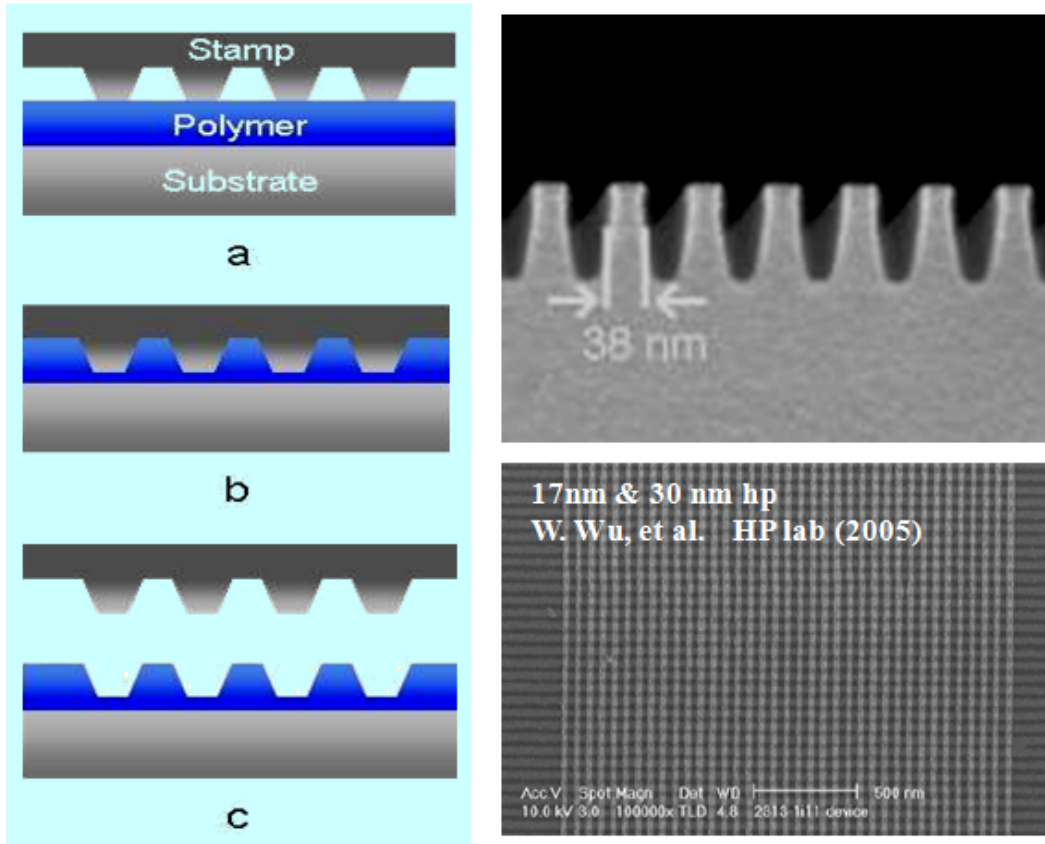 Stamp
Polymer
Substrate
a
b
c
38 nm
17nm & 30 nm hp
W. Wu, et al. HP lab (2005)
Acc.V Spot Magn Det WD 500 nm
10.0 kV 3.0 100000x TLD 4.8 2813-1i11 device